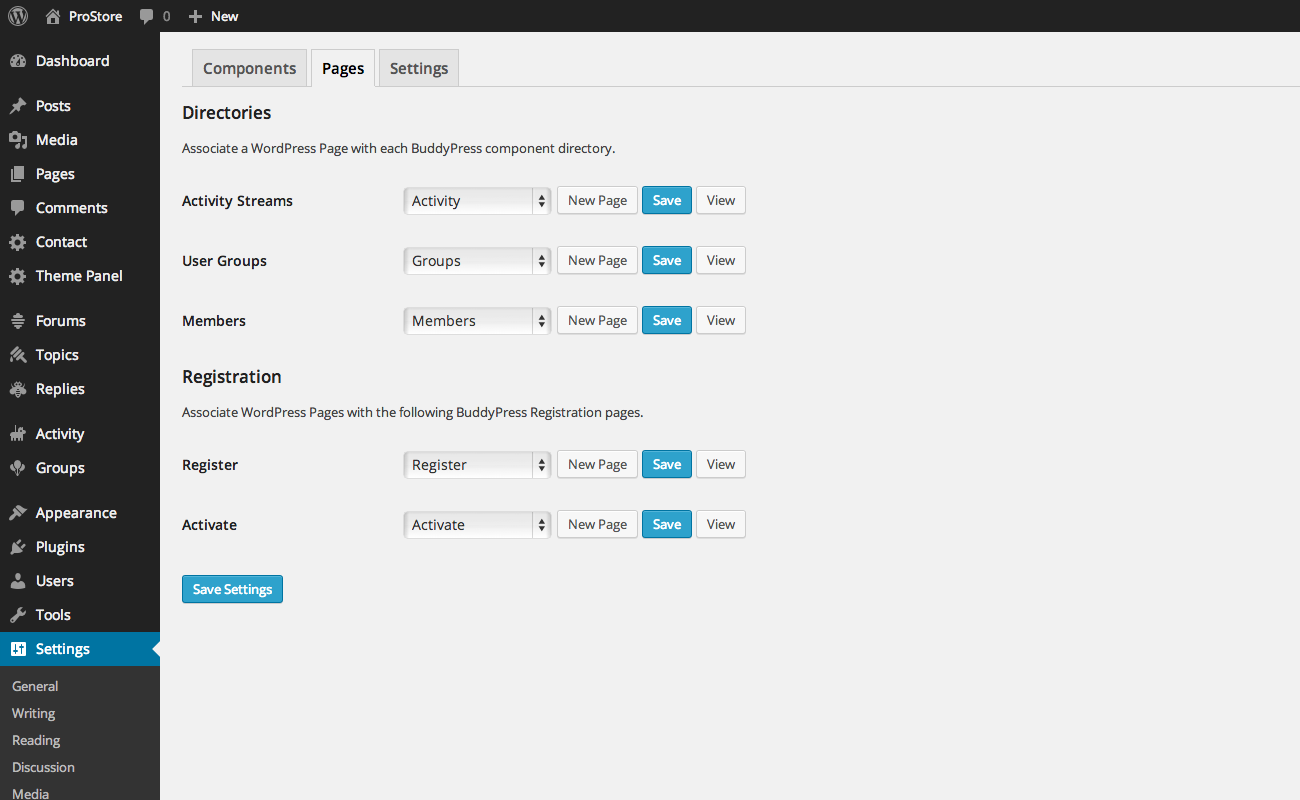 ProStore 0 New
Dashboard
Posts
Media
Pages
Comments
Contact
Theme Panel
Forums
Topics
Replies
Activity
Groups
Appearance
Plugins
Users
Tools
Settings
General
Writing
Reading
Discussion
Media
Components Pages Settings
Directories
Associate a WordPress Page with each BuddyPress component directory.
Activity Streams Activity New Page Save View
User Groups Groups New Page Save View
Members Members New Page Save View
Registration
Associate WordPress Pages with the following BuddyPress Registration pages.
Register Register New Page Save View
Activate Activate New Page Save View
Save Settings